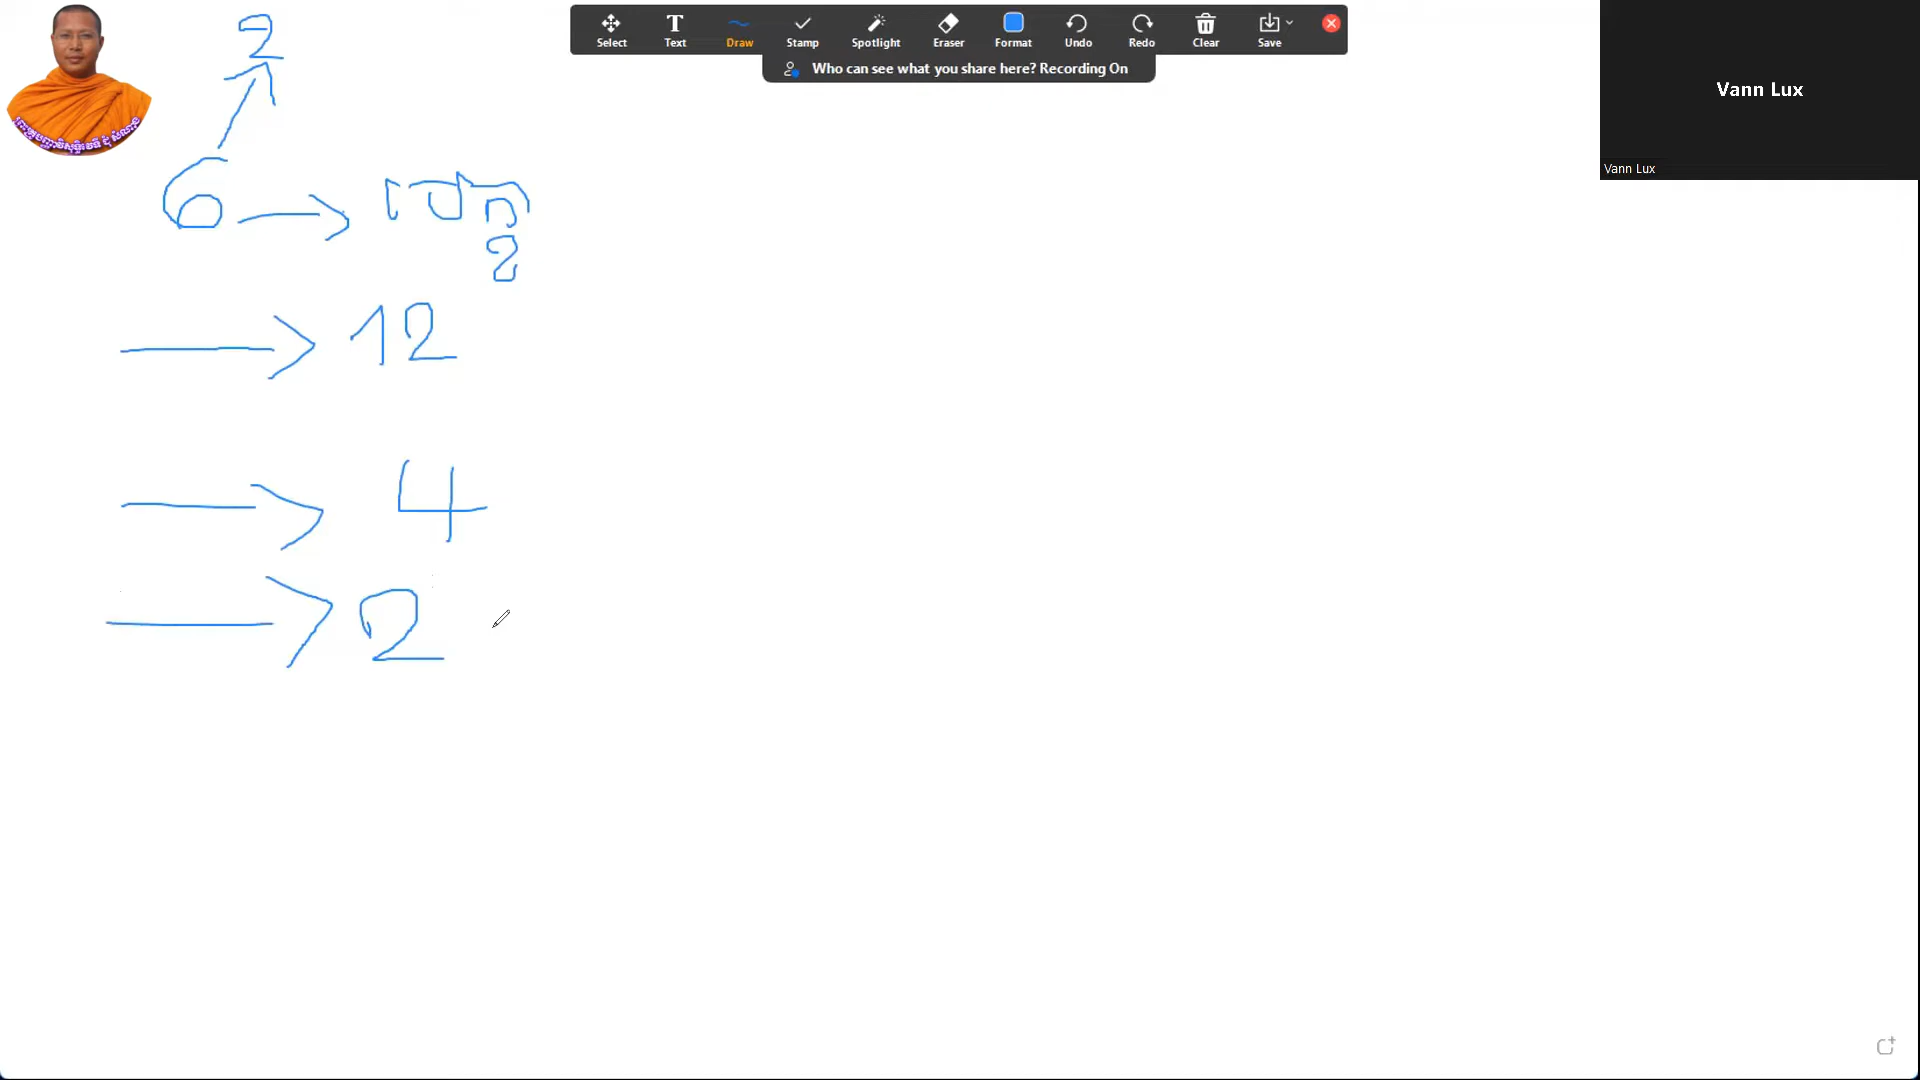 2
Select Text Draw Stamp Spotlight Eraser Format Undo Redo Clear Save
Who can see what you share here? Recording On
Vann Lux
Vann Lux
6 →
→ 12
→ 4
→ 2